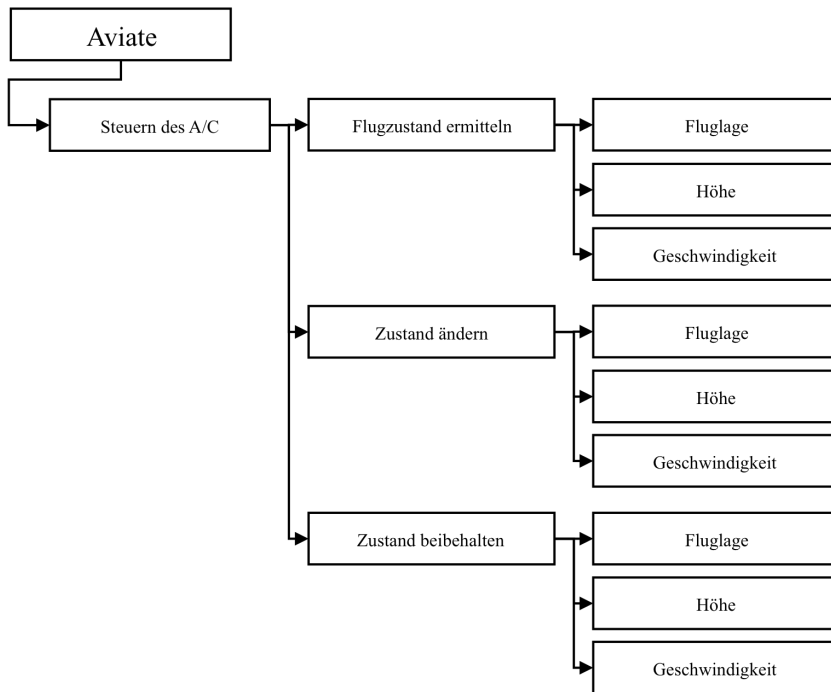 Aviate
Steuern des A/C
Flugzustand ermitteln
Fluglage
Höhe
Geschwindigkeit
Zustand ändern
Fluglage
Höhe
Geschwindigkeit
Zustand beibehalten
Fluglage
Höhe
Geschwindigkeit